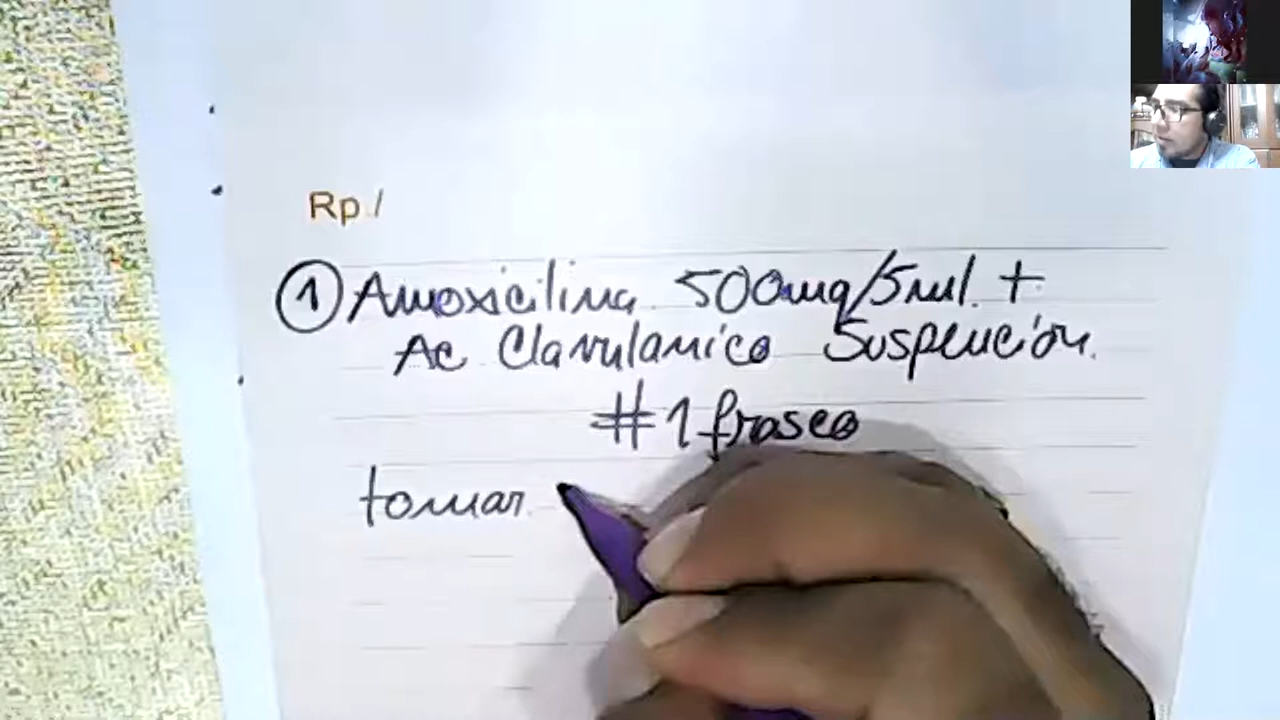 Rp./
① Amoxicilina 500mg/5ml. +
Ac Clavulanico Suspención.
#1 frasco
tomar